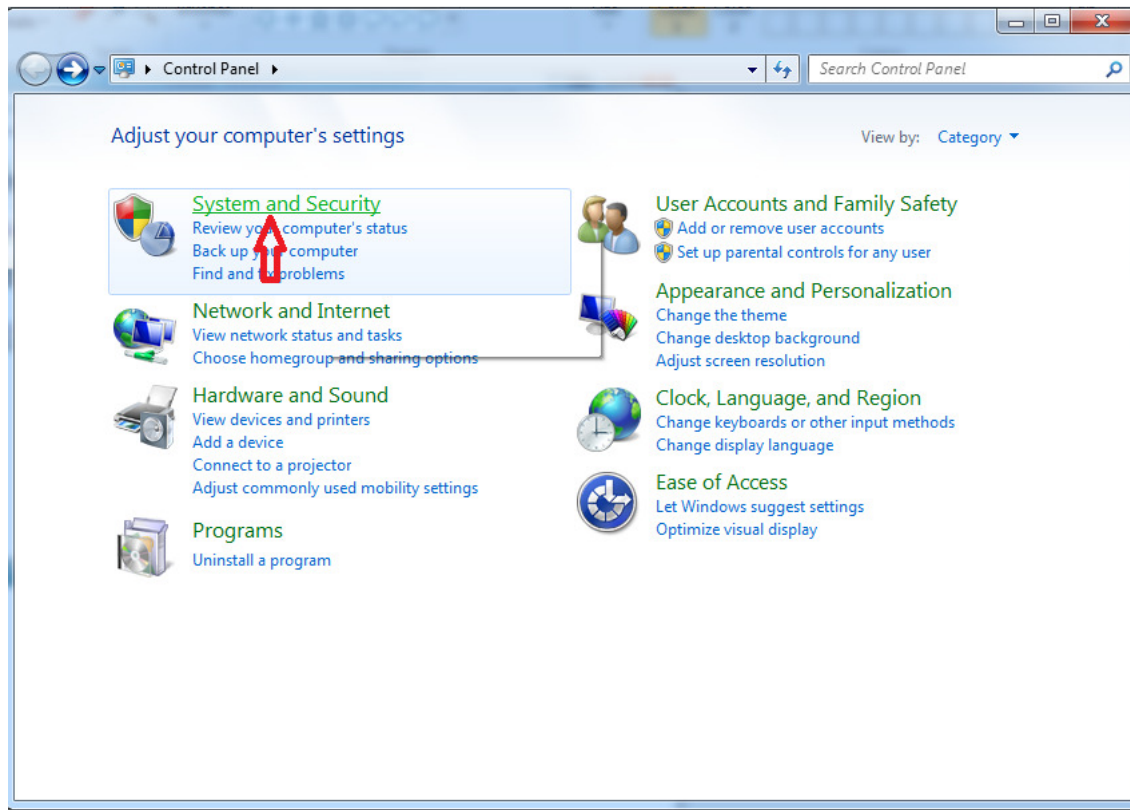 Control Panel
Search Control Panel
Adjust your computer's settings
View by: Category
System and Security
Review your computer's status
Back up your computer
Find and fix problems
Network and Internet
View network status and tasks
Choose homegroup and sharing options
Hardware and Sound
View devices and printers
Add a device
Connect to a projector
Adjust commonly used mobility settings
Programs
Uninstall a program
User Accounts and Family Safety
Add or remove user accounts
Set up parental controls for any user
Appearance and Personalization
Change the theme
Change desktop background
Adjust screen resolution
Clock, Language, and Region
Change keyboards or other input methods
Change display language
Ease of Access
Let Windows suggest settings
Optimize visual display